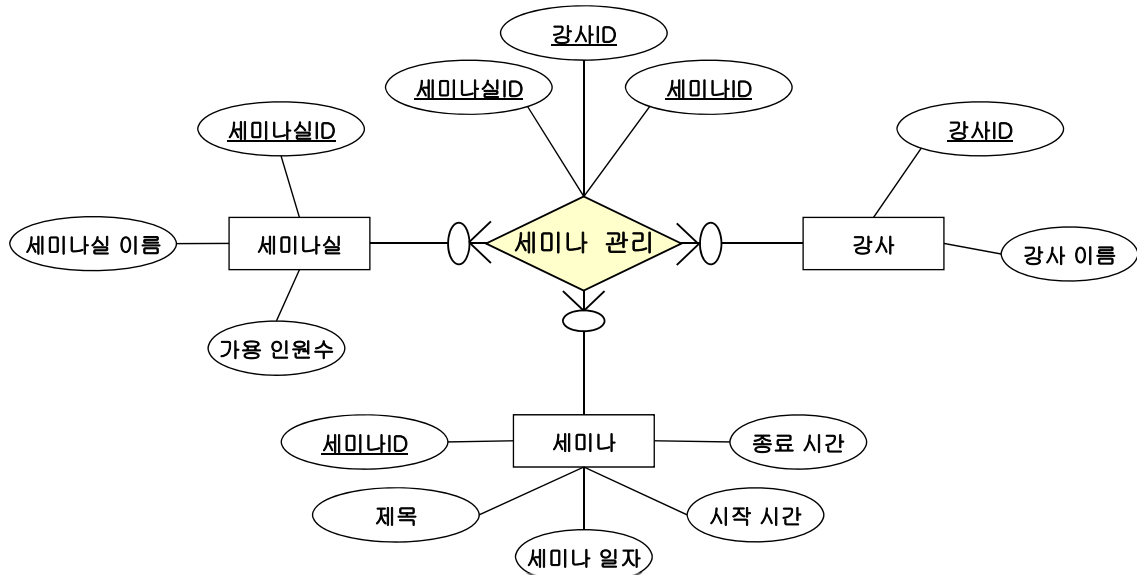 강사ID
세미나실ID
세미나ID
세미나실ID
강사ID
세미나실 이름
세미나실
세미나 관리
강사
강사 이름
가용 인원수
세미나ID
세미나
종료 시간
제목
시작 시간
세미나 일자